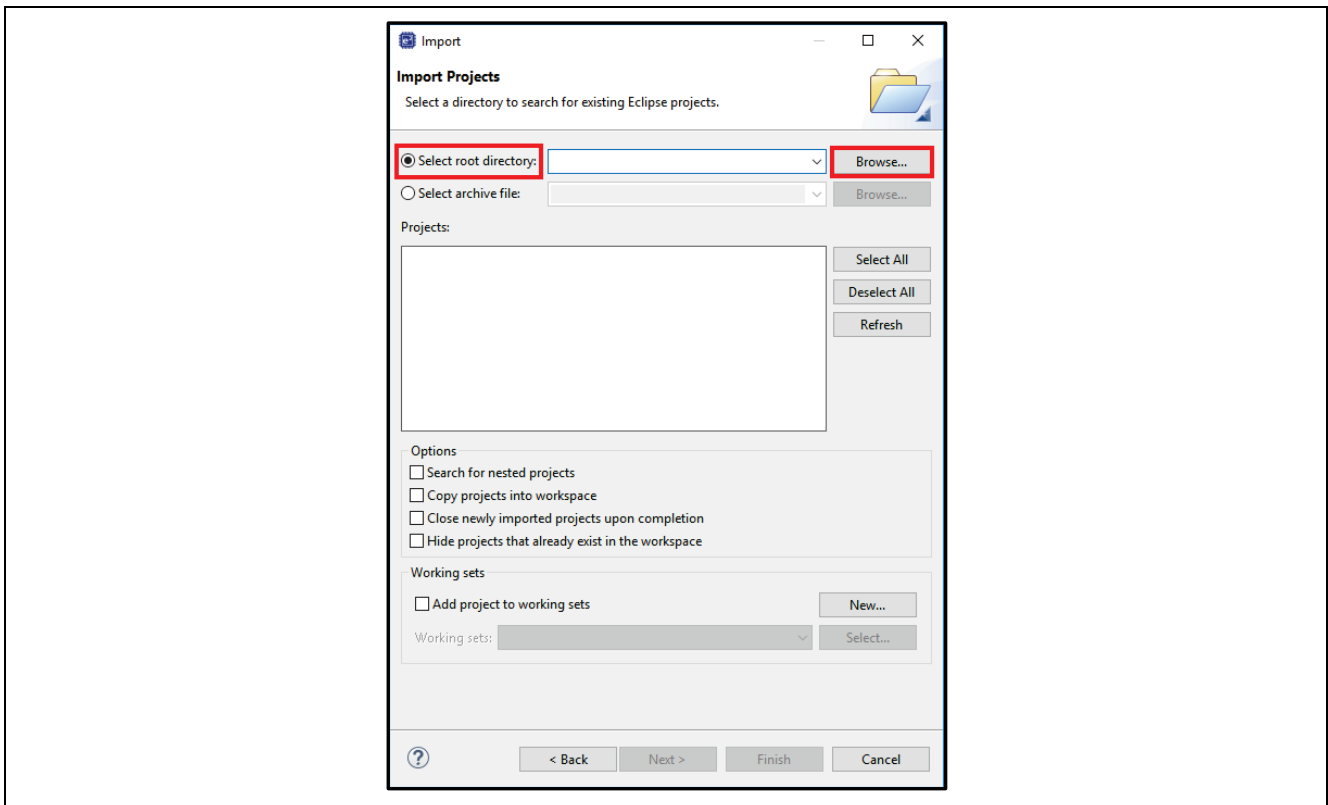 Import
Import Projects
Select a directory to search for existing Eclipse projects.
Select root directory: Browse...
Select archive file: Browse...
Projects:
Select All
Deselect All
Refresh
Options
Search for nested projects
Copy projects into workspace
Close newly imported projects upon completion
Hide projects that already exist in the workspace
Working sets
Add project to working sets New...
Working sets: Select...
? < Back Next > Finish Cancel